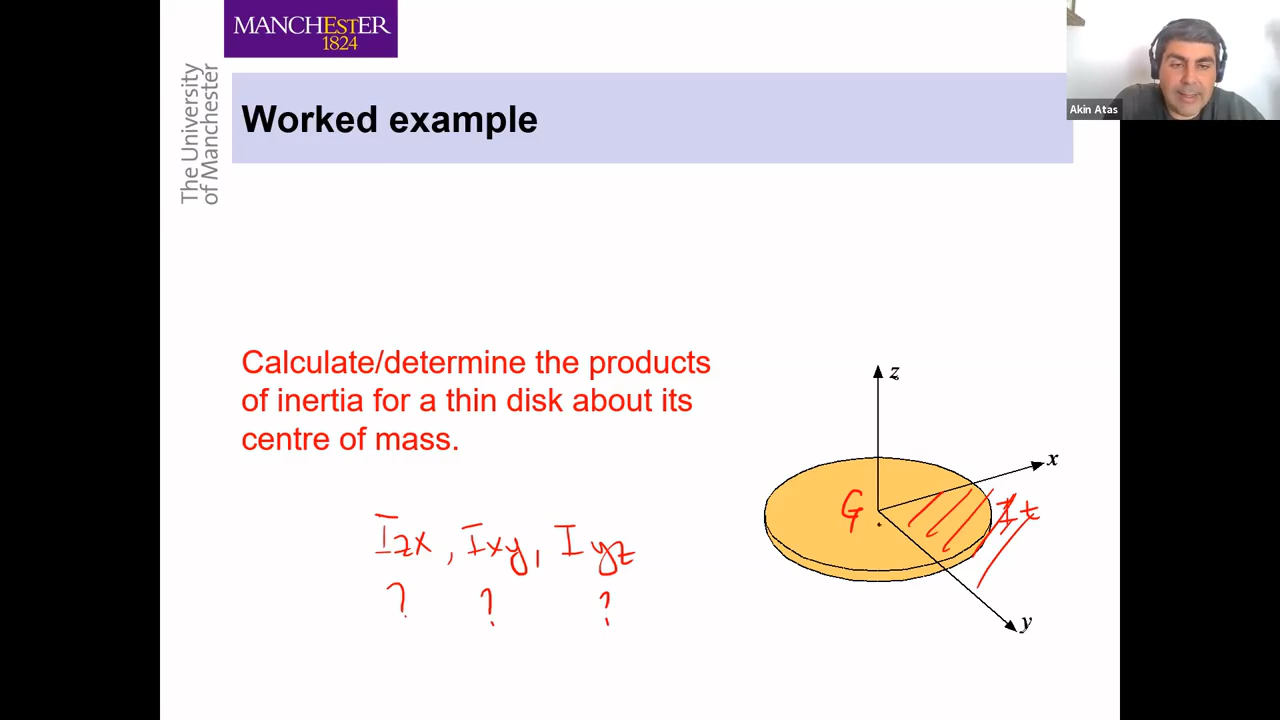 MANCHESTER
1824
The University
of Manchester
Akin Atas
Worked example
Calculate/determine the products
of inertia for a thin disk about its
centre of mass.
z
x
G
t
y
Izx, Ixy, Iyz
? ? ?